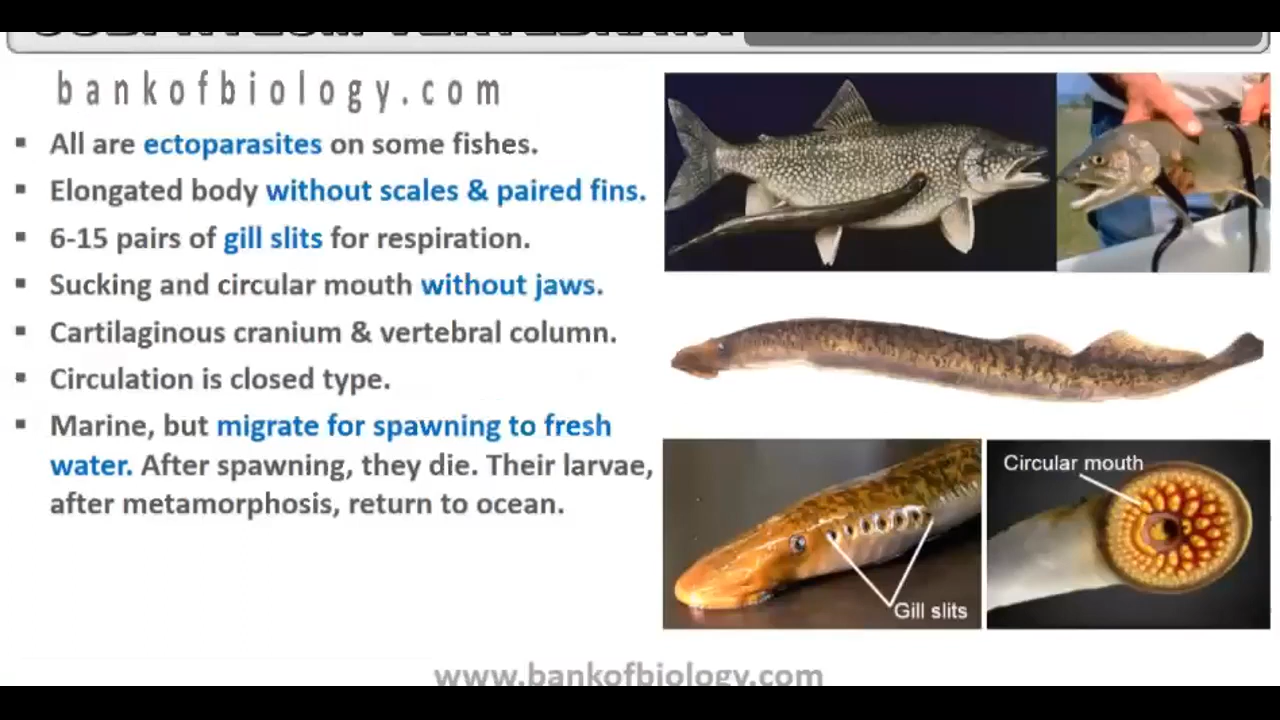 bankofbiology.com
▪ All are ectoparasites on some fishes.
▪ Elongated body without scales & paired fins.
▪ 6-15 pairs of gill slits for respiration.
▪ Sucking and circular mouth without jaws.
▪ Cartilaginous cranium & vertebral column.
▪ Circulation is closed type.
▪ Marine, but migrate for spawning to fresh
water. After spawning, they die. Their larvae,
after metamorphosis, return to ocean.
Circular mouth
Gill slits
www.bankofbiology.com